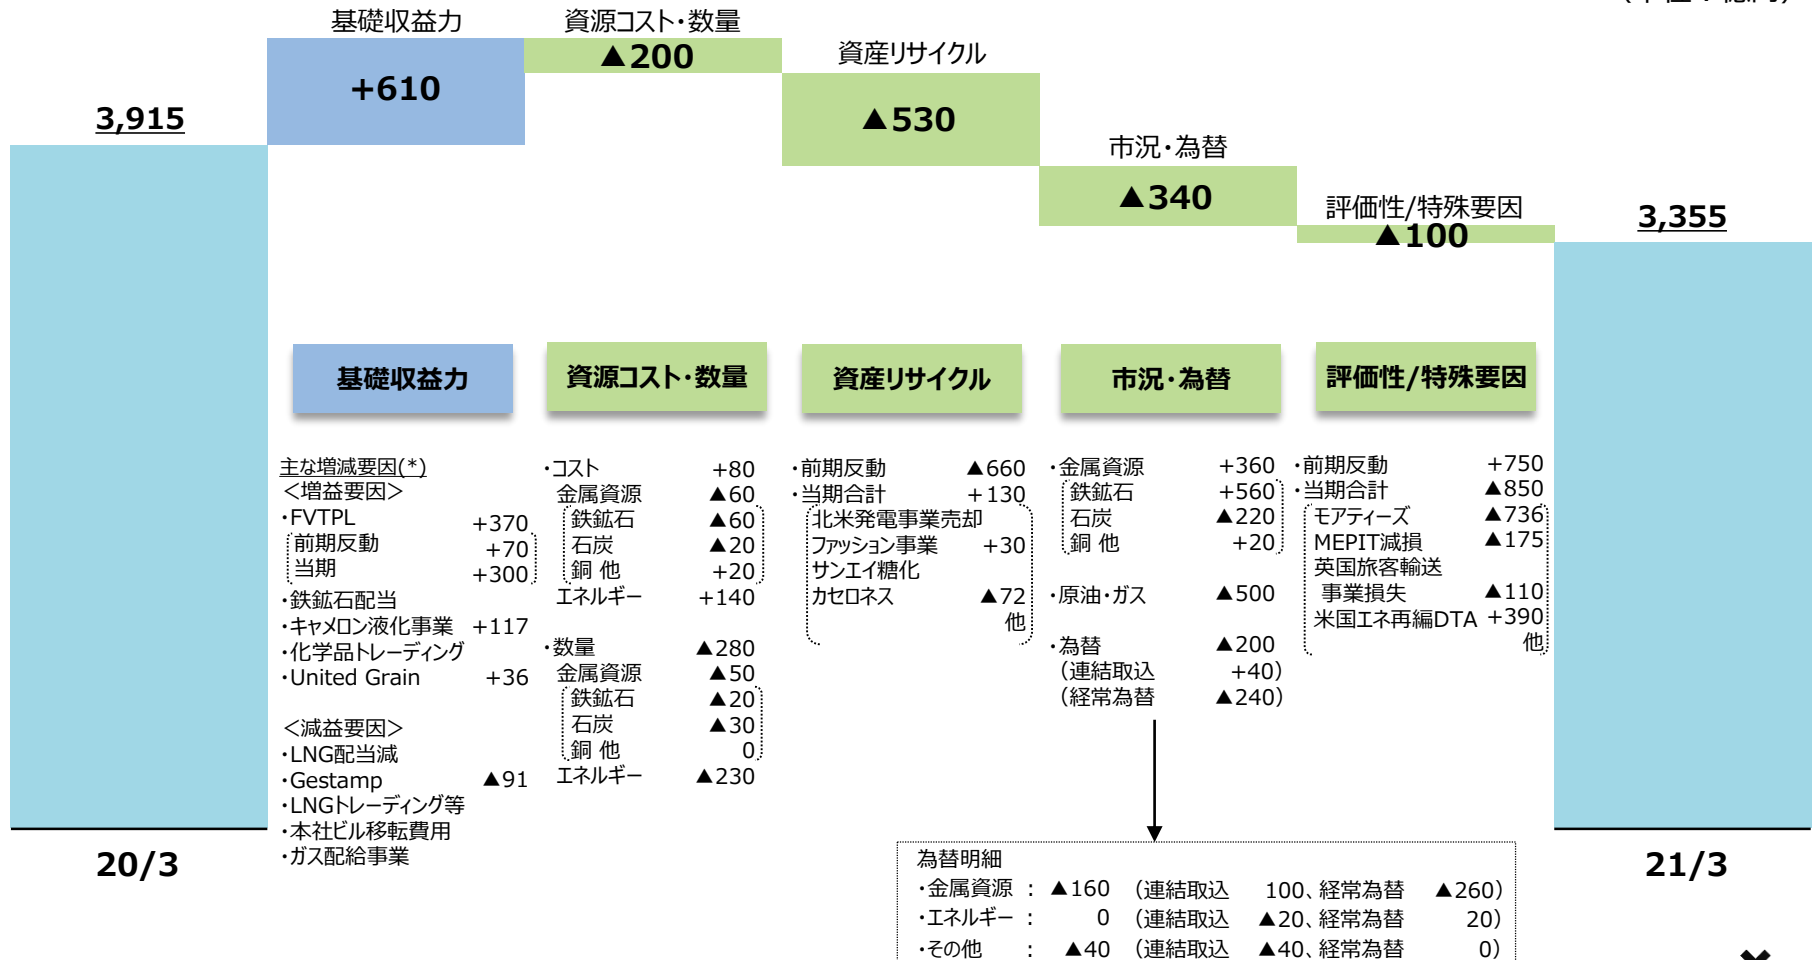 基礎収益力
+610
資源コスト・数量
▲200
資産リサイクル
▲530
市況・為替
▲340
評価性/特殊要因
▲100
3,915
3,355
基礎収益力
資源コスト・数量
資産リサイクル
市況・為替
評価性/特殊要因
主な増減要因(*)
<増益要因>
・FVTPL +370
前期反動 +70
当期 +300
・鉄鉱石配当
・キャメロン液化事業 +117
・化学品トレーディング
・United Grain +36
<減益要因>
・LNG配当減
・Gestamp ▲91
・LNGトレーディング等
・本社ビル移転費用
・ガス配給事業
・コスト +80
金属資源 ▲60
鉄鉱石 ▲60
石炭 ▲20
銅 他 +20
エネルギー +140
・数量 ▲280
金属資源 ▲50
鉄鉱石 ▲20
石炭 ▲30
銅 他 0
エネルギー ▲230
・前期反動 ▲660
・当期合計 +130
北米発電事業売却
ファッション事業 +30
サンエイ糖化
カセロネス ▲72
他
・金属資源 +360
鉄鉱石 +560
石炭 ▲220
銅 他 +20
・原油・ガス ▲500
・為替 ▲200
(連結取込 +40)
(経常為替 ▲240)
・前期反動 +750
・当期合計 ▲850
モアティーズ ▲736
MEPIT減損 ▲175
英国旅客輸送
事業損失 ▲110
米国エネ再編DTA +390
他
20/3
21/3
為替明細
・金属資源 : ▲160 (連結取込 100、経常為替 ▲260)
・エネルギー : 0 (連結取込 ▲20、経常為替 20)
・その他 : ▲40 (連結取込 ▲40、経常為替 0)